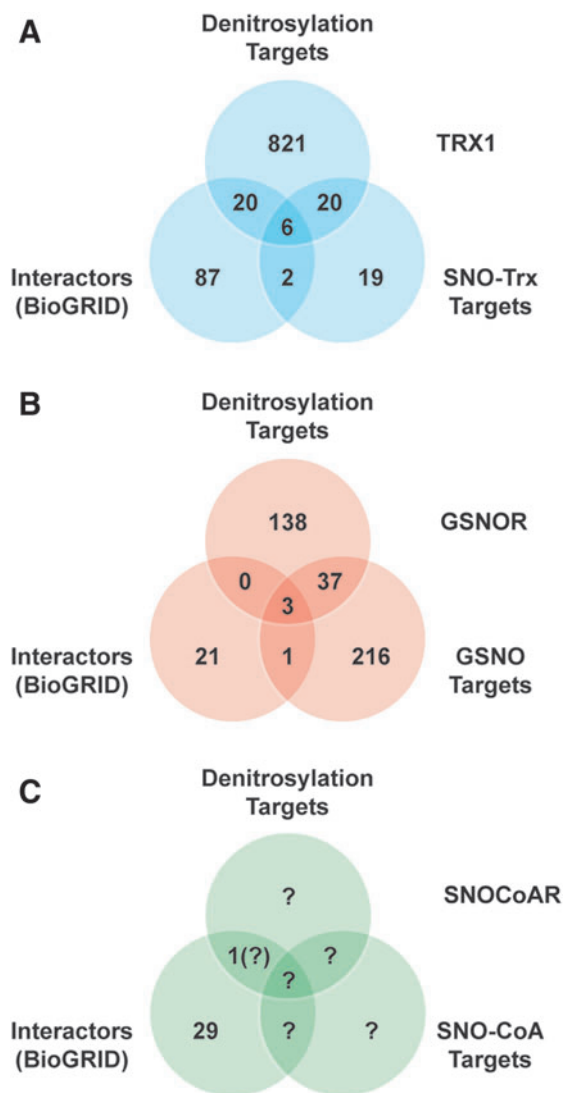 A
Denitrosylation
Targets
821
TRX1
20
20
6
Interactors
(BioGRID)
87
2
19
SNO-Trx
Targets
B
Denitrosylation
Targets
138
GSNOR
0
37
3
Interactors
(BioGRID)
21
1
216
GSNO
Targets
C
Denitrosylation
Targets
?
SNOCoAR
1(?)
?
?
Interactors
(BioGRID)
29
?
?
SNO-CoA
Targets